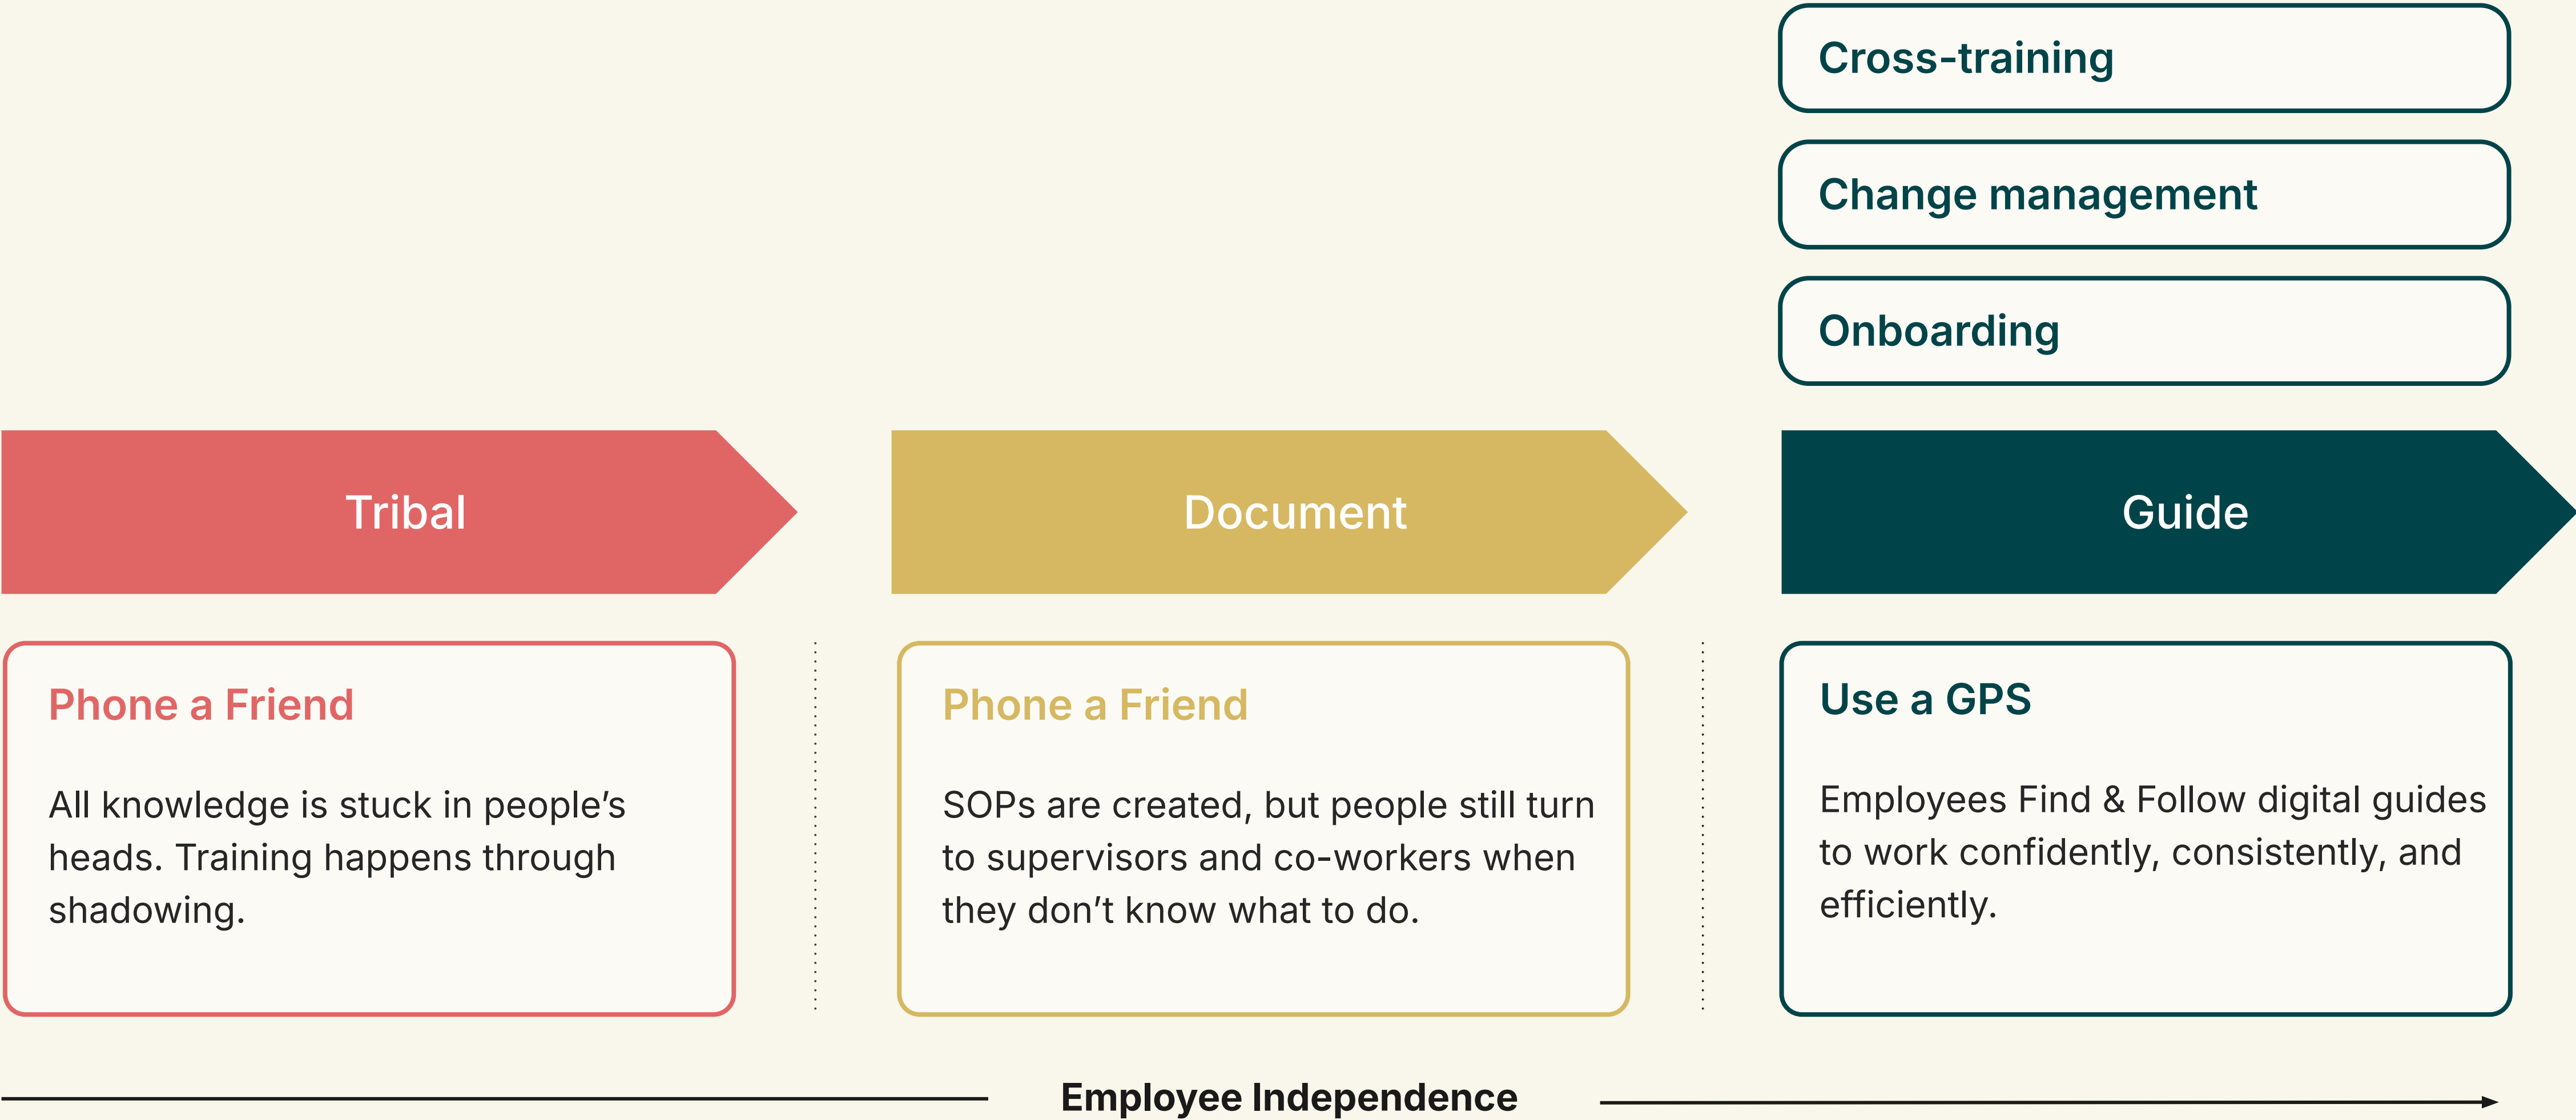 Cross-training
Change management
Onboarding
Tribal
Document
Guide
Phone a Friend
All knowledge is stuck in people’s
heads. Training happens through
shadowing.
Phone a Friend
SOPs are created, but people still turn
to supervisors and co-workers when
they don’t know what to do.
Use a GPS
Employees Find & Follow digital guides
to work confidently, consistently, and
efficiently.
Employee Independence